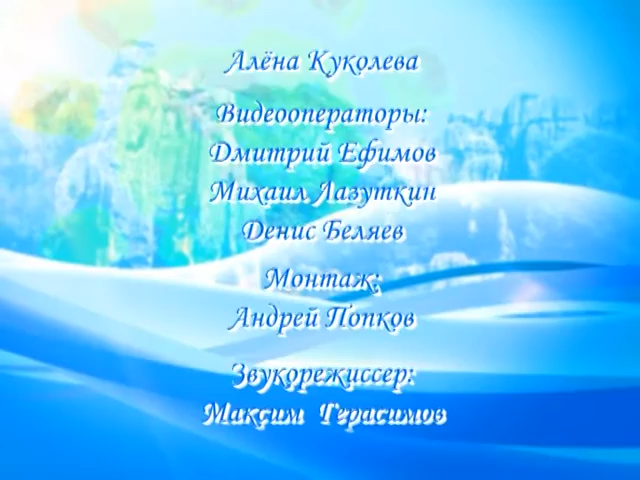 Алёна Куколева
Видеооператоры:
Дмитрий Ефимов
Михаил Лазуткин
Денис Беляев
Монтаж:
Андрей Попков
Звукорежиссер:
Максим Герасимов